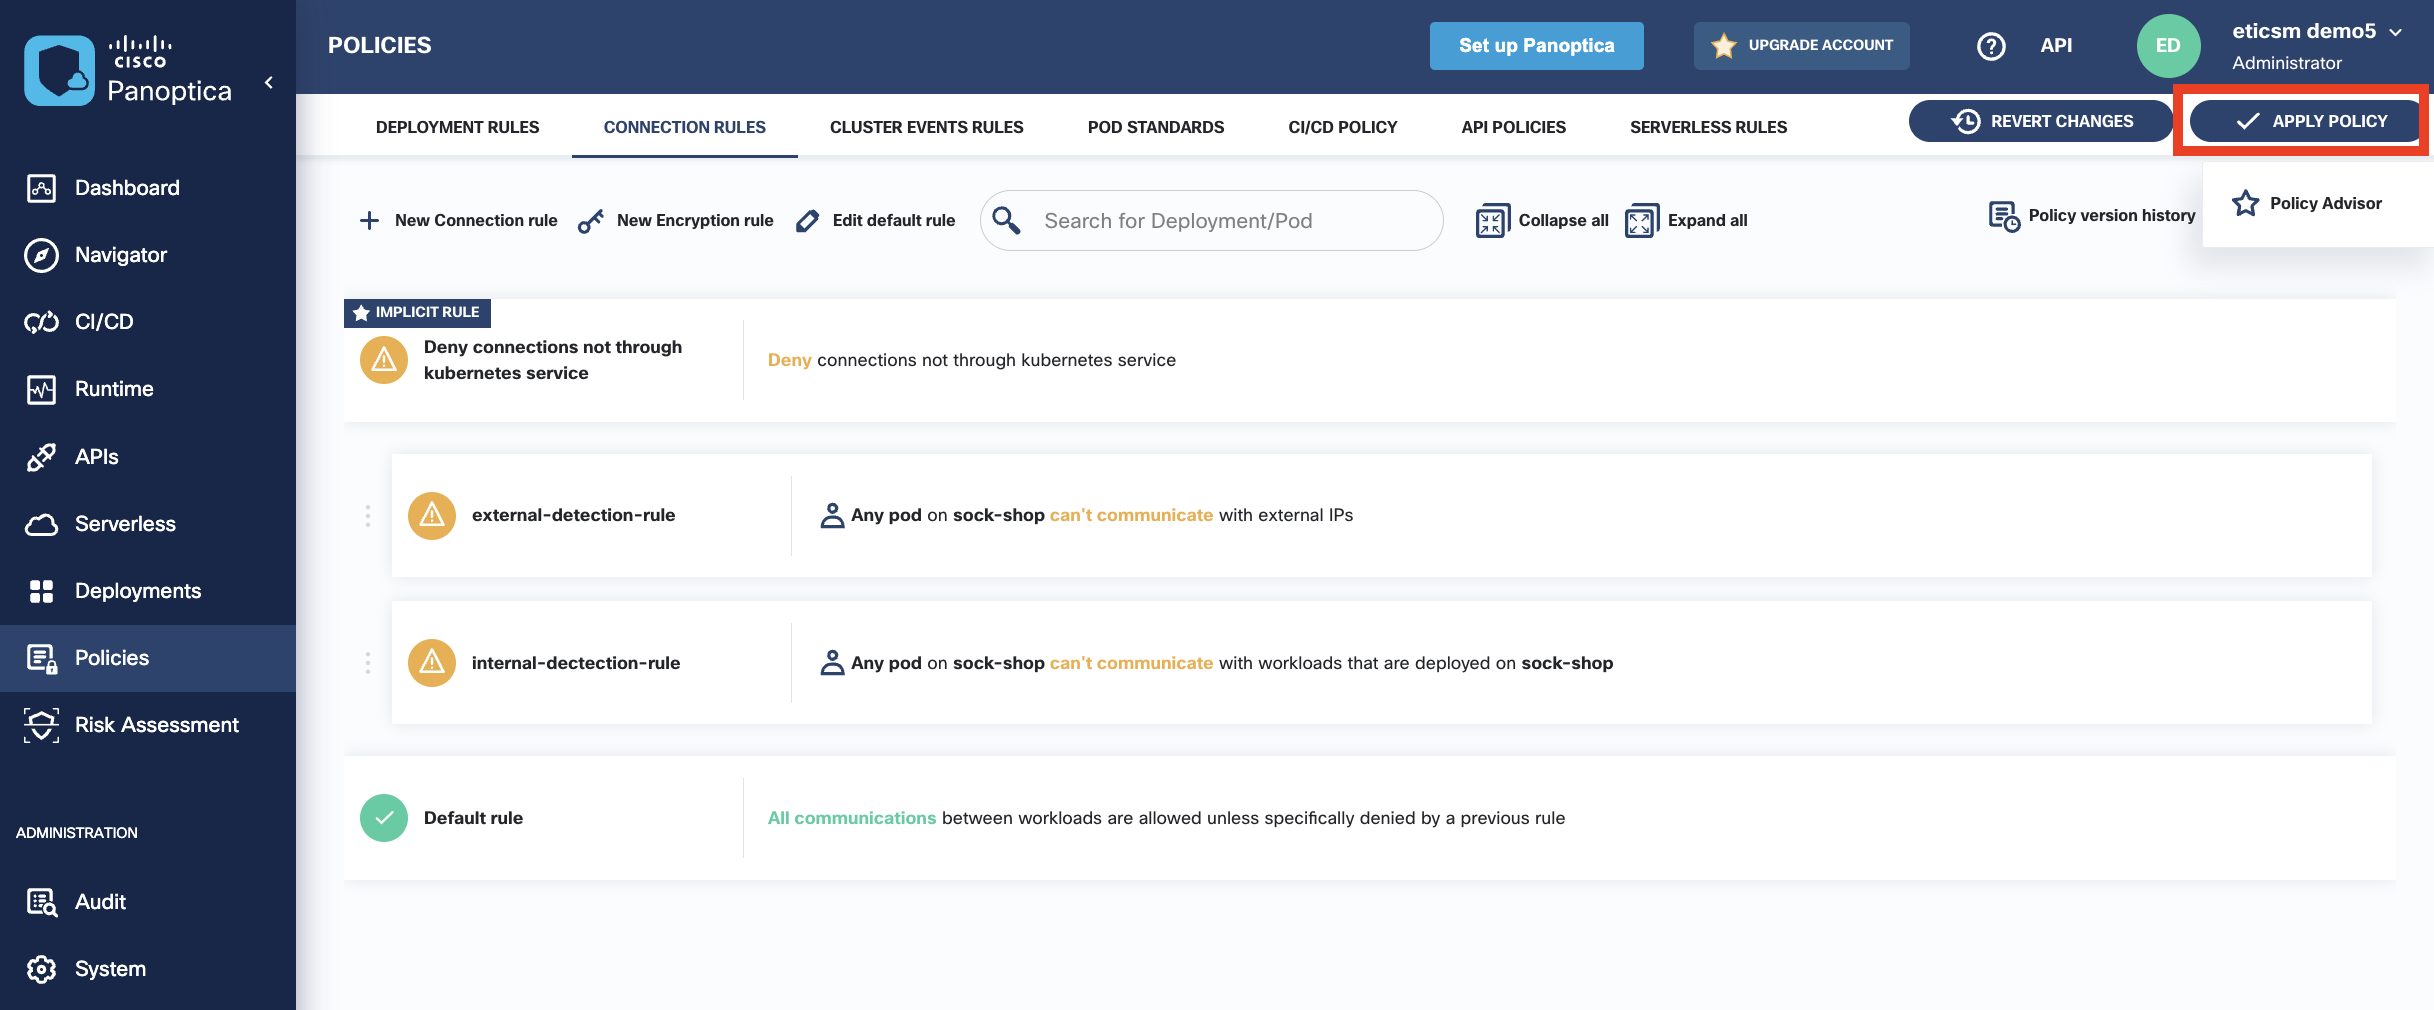 cisco
Panoptica
POLICIES
Set up Panoptica
UPGRADE ACCOUNT
API
ED
eticsm demo5
Administrator
DEPLOYMENT RULES
CONNECTION RULES
CLUSTER EVENTS RULES
POD STANDARDS
CI/CD POLICY
API POLICIES
SERVERLESS RULES
REVERT CHANGES
APPLY POLICY
New Connection rule
New Encryption rule
Edit default rule
Search for Deployment/Pod
Collapse all
Expand all
Policy version history
Policy Advisor
Dashboard
Navigator
CI/CD
Runtime
APIs
Serverless
Deployments
Policies
Risk Assessment
ADMINISTRATION
Audit
System
IMPLICIT RULE
Deny connections not through
kubernetes service
Deny connections not through kubernetes service
external-detection-rule
Any pod on sock-shop can't communicate with external IPs
internal-dectection-rule
Any pod on sock-shop can't communicate with workloads that are deployed on sock-shop
Default rule
All communications between workloads are allowed unless specifically denied by a previous rule